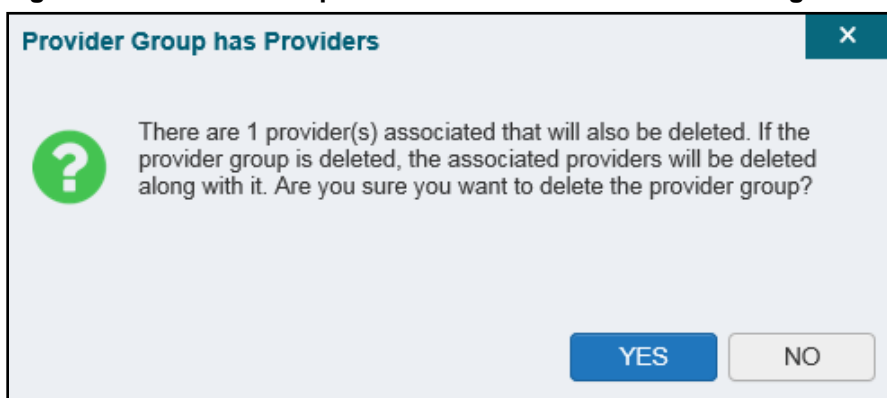 Provider Group has Providers
×
There are 1 provider(s) associated that will also be deleted. If the
provider group is deleted, the associated providers will be deleted
along with it. Are you sure you want to delete the provider group?
YES NO